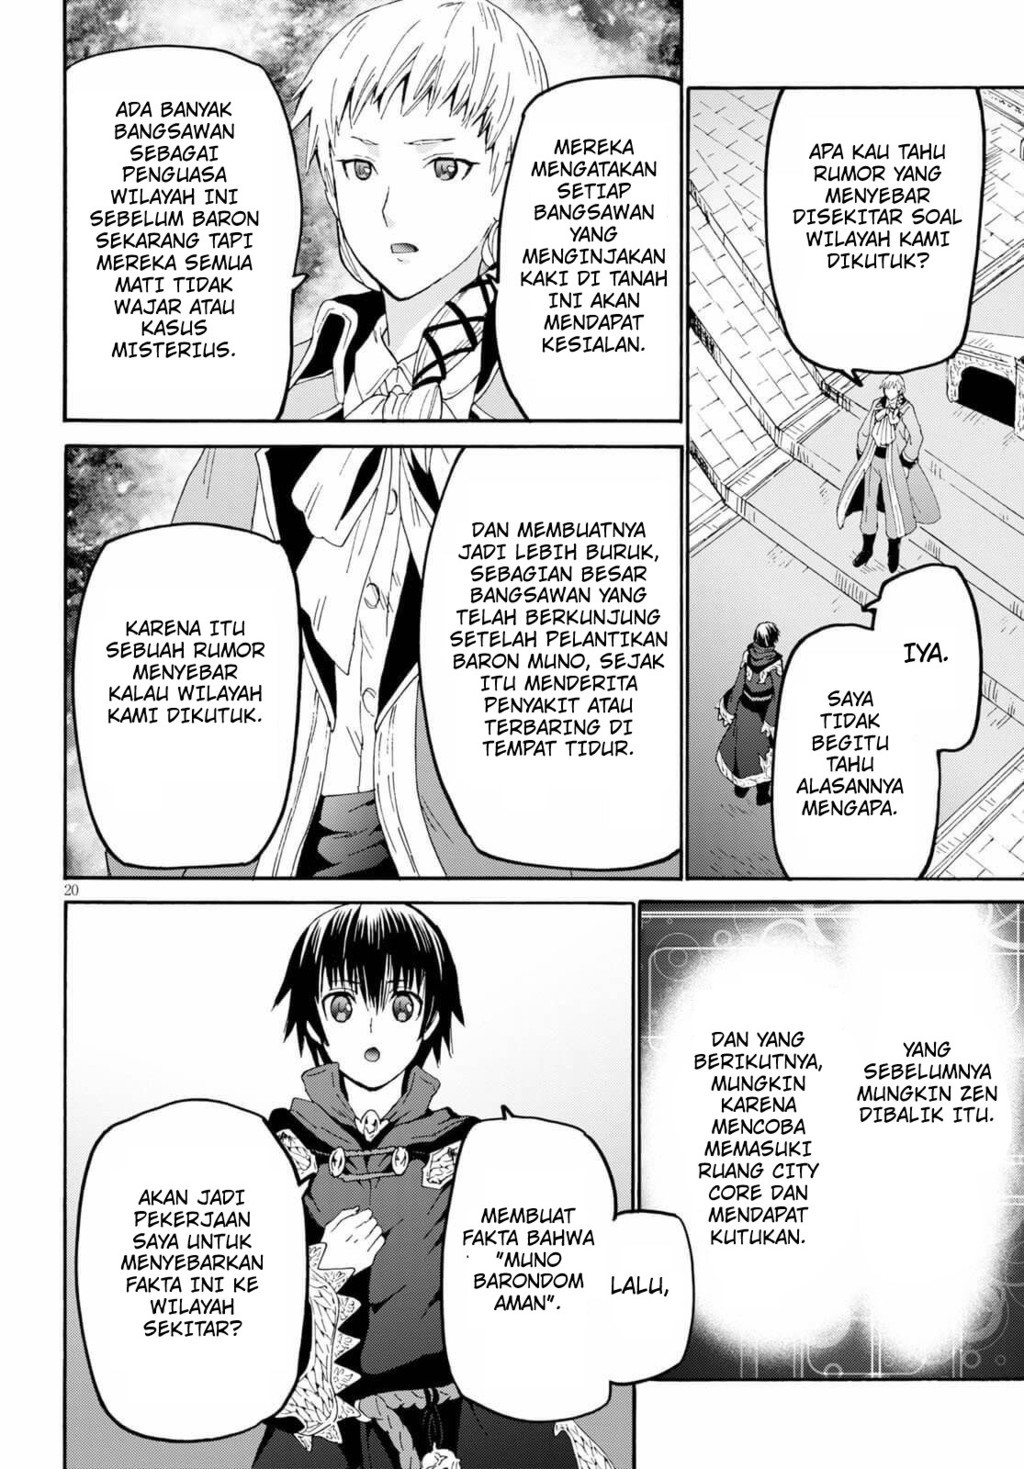 APA KAU TAHU
RUMOR YANG
MENYEBAR
DISEKITAR SOAL
WILAYAH KAMI
DIKUTUK?
IYA.
SAYA
TIDAK
BEGITU
TAHU
ALASANNYA
MENGAPA.
MEREKA
MENGATAKAN
SETIAP
BANGSAWAN
YANG
MENGINJAKAN
KAKI DI TANAH
INI AKAN
MENDAPAT
KESIALAN.
ADA BANYAK
BANGSAWAN
SEBAGAI
PENGUASA
WILAYAH INI
SEBELUM BARON
SEKARANG TAPI
MEREKA SEMUA
MATI TIDAK
WAJAR ATAU
KASUS
MISTERIUS.
DAN MEMBUATNYA
JADI LEBIH BURUK,
SEBAGIAN BESAR
BANGSAWAN YANG
TELAH BERKUNJUNG
SETELAH PELANTIKAN
BARON MUNO, SEJAK
ITU MENDERITA
PENYAKIT ATAU
TERBARING DI
TEMPAT TIDUR.
KARENA ITU
SEBUAH RUMOR
MENYEBAR
KALAU WILAYAH
KAMI DIKUTUK.
20
YANG
SEBELUMNYA
MUNGKIN ZEN
DIBALIK ITU.
DAN YANG
BERIKUTNYA,
MUNGKIN
KARENA
MENCOBA
MEMASUKI
RUANG CITY
CORE DAN
MENDAPAT
KUTUKAN.
LALU,
MEMBUAT
FAKTA BAHWA
"MUNO
BARONDOM
AMAN".
AKAN JADI
PEKERJAAN
SAYA UNTUK
MENYEBARKAN
FAKTA INI KE
WILAYAH
SEKITAR?